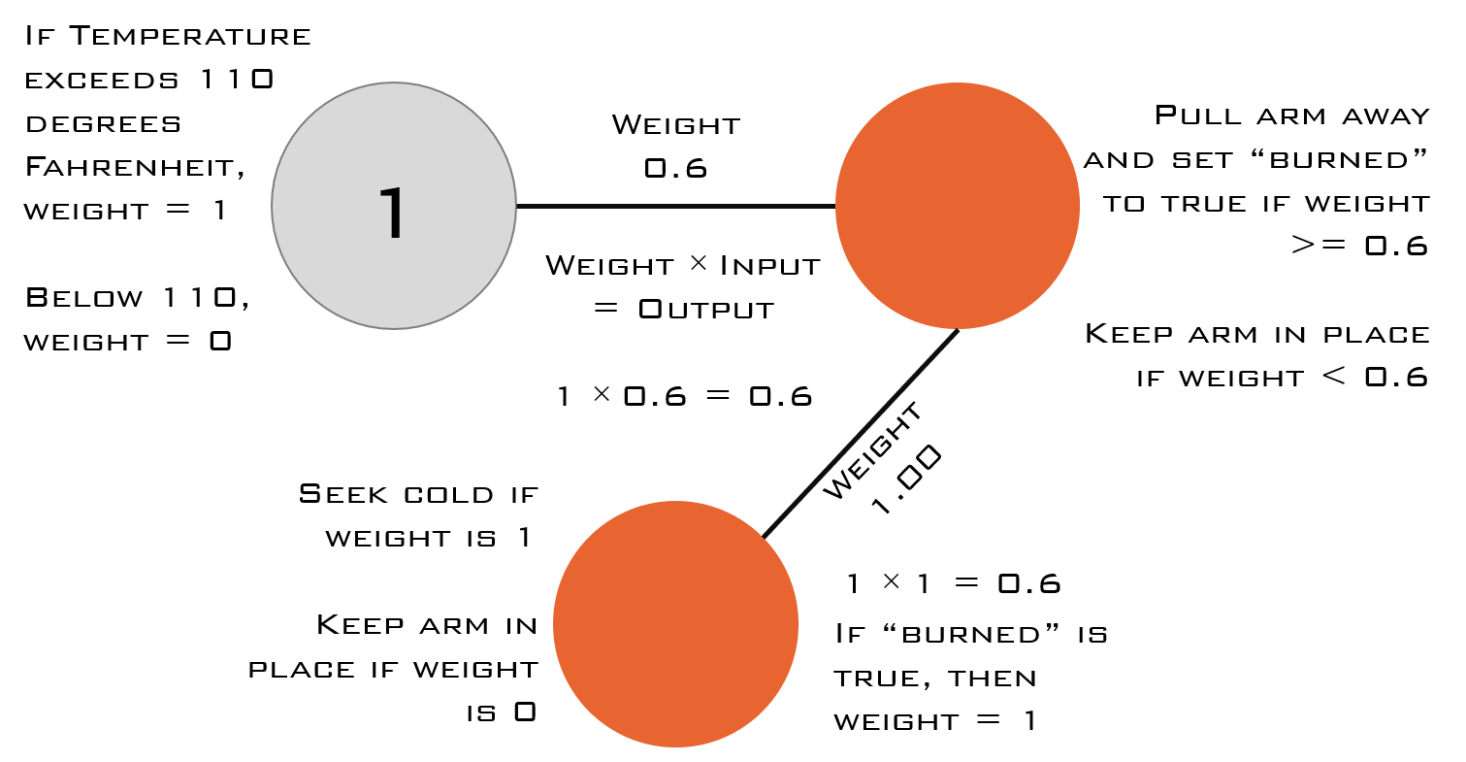 If Temperature
exceeds 110
degrees
Fahrenheit,
weight = 1
Below 110,
weight = 0
1
Weight
0.6
Weight × Input
= Output
1 × 0.6 = 0.6
Pull arm away
and set “burned”
to true if weight
>= 0.6
Keep arm in place
if weight < 0.6
Weight
1.00
Seek cold if
weight is 1
Keep arm in
place if weight
is 0
1 × 1 = 0.6
If “burned” is
true, then
weight = 1